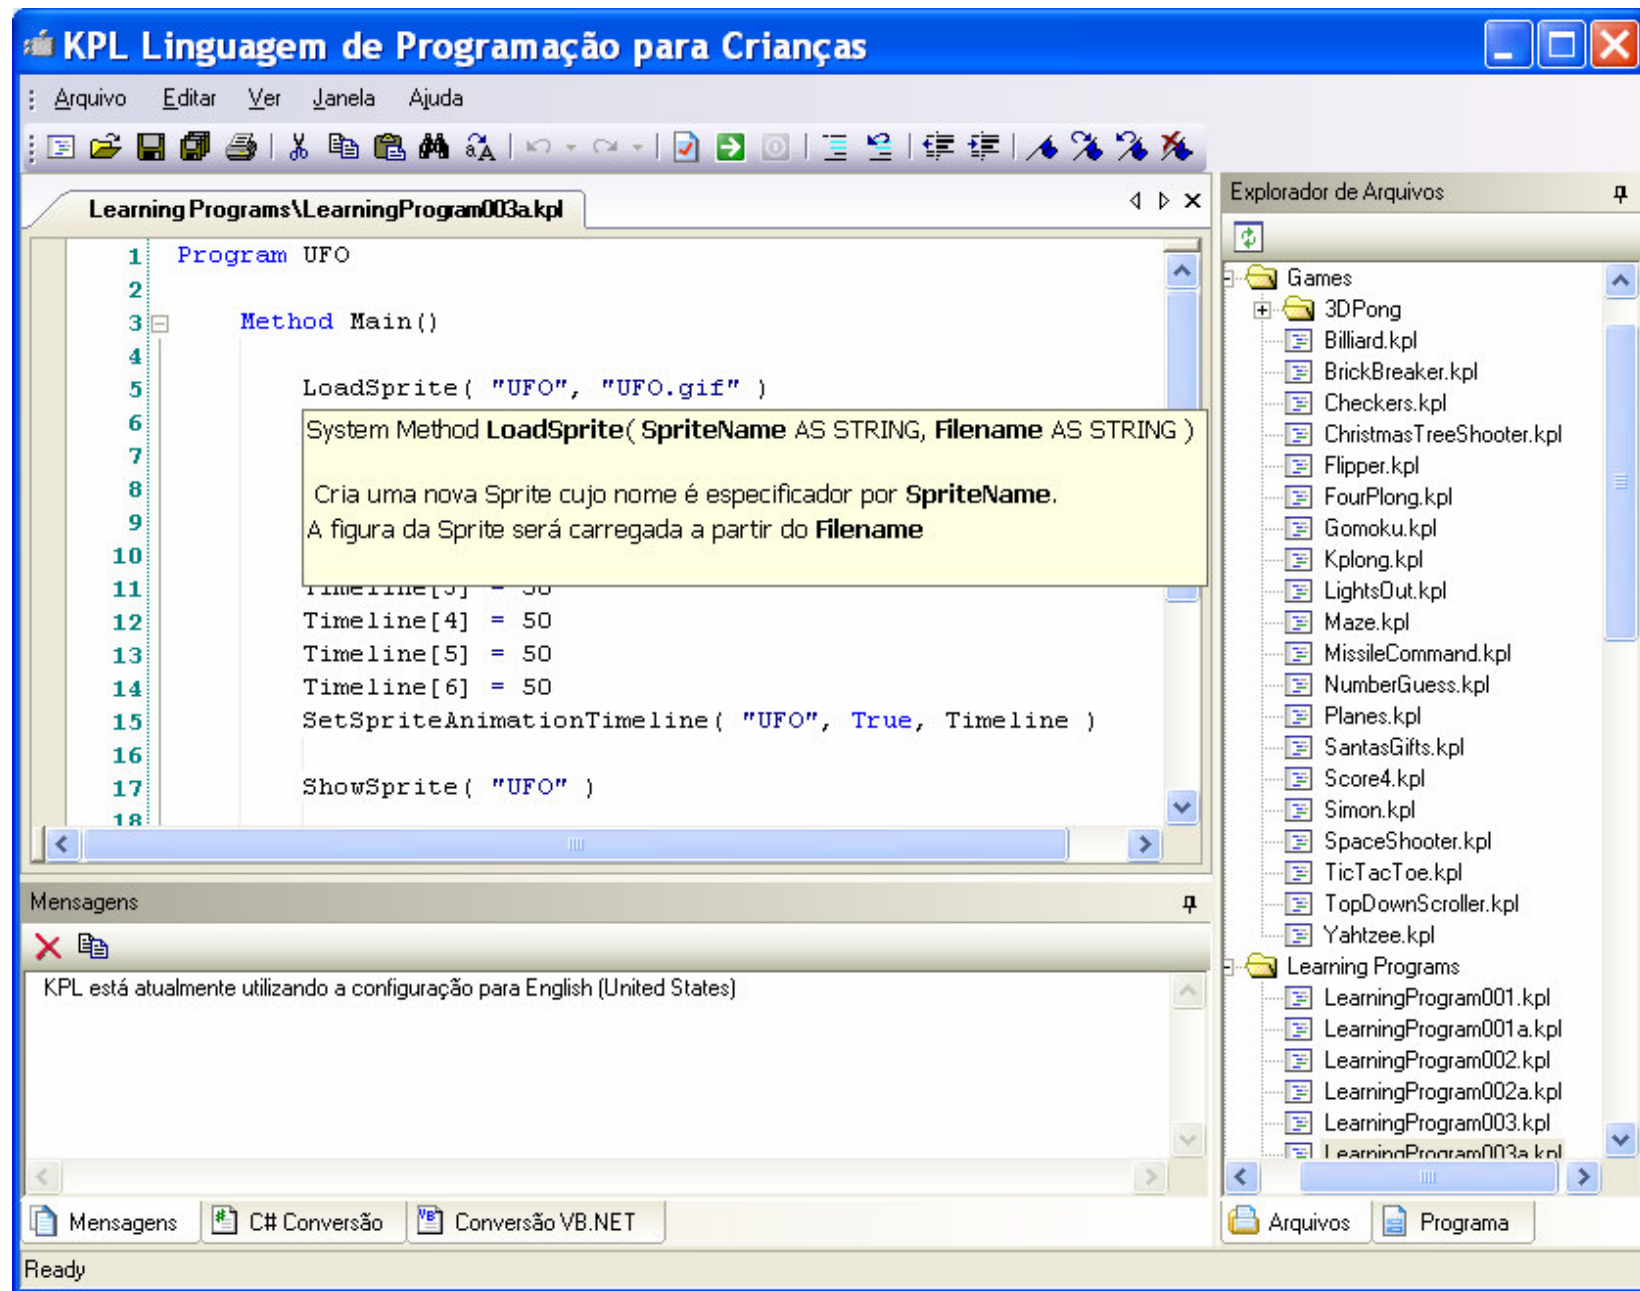 KPL Linguagem de Programação para Crianças
Arquivo Editar Ver Janela Ajuda
Learning Programs\LearningProgram003a.kpl
1 Program UFO
2
3 Method Main()
4
5 LoadSprite( "UFO", "UFO.gif" )
6
7
8
9
10
System Method LoadSprite( SpriteName AS STRING, Filename AS STRING )
Cria uma nova Sprite cujo nome é especificador por SpriteName.
A figura da Sprite será carregada a partir do Filename
11 Timeline[3] = 50
12 Timeline[4] = 50
13 Timeline[5] = 50
14 Timeline[6] = 50
15 SetSpriteAnimationTimeline( "UFO", True, Timeline )
16
17 ShowSprite( "UFO" )
18
Mensagens
KPL está atualmente utilizando a configuração para English (United States)
Mensagens C# Conversão Conversão VB.NET
Explorador de Arquivos
Games
3DPong
Billiard.kpl
BrickBreaker.kpl
Checkers.kpl
ChristmasTreeShooter.kpl
Flipper.kpl
FourPlong.kpl
Gomoku.kpl
Kplong.kpl
LightsOut.kpl
Maze.kpl
MissileCommand.kpl
NumberGuess.kpl
Planes.kpl
SantasGifts.kpl
Score4.kpl
Simon.kpl
SpaceShooter.kpl
TicTacToe.kpl
TopDownScroller.kpl
Yahtzee.kpl
Learning Programs
LearningProgram001.kpl
LearningProgram001a.kpl
LearningProgram002.kpl
LearningProgram002a.kpl
LearningProgram003.kpl
LearningProgram003a.kpl
Arquivos Programa
Ready